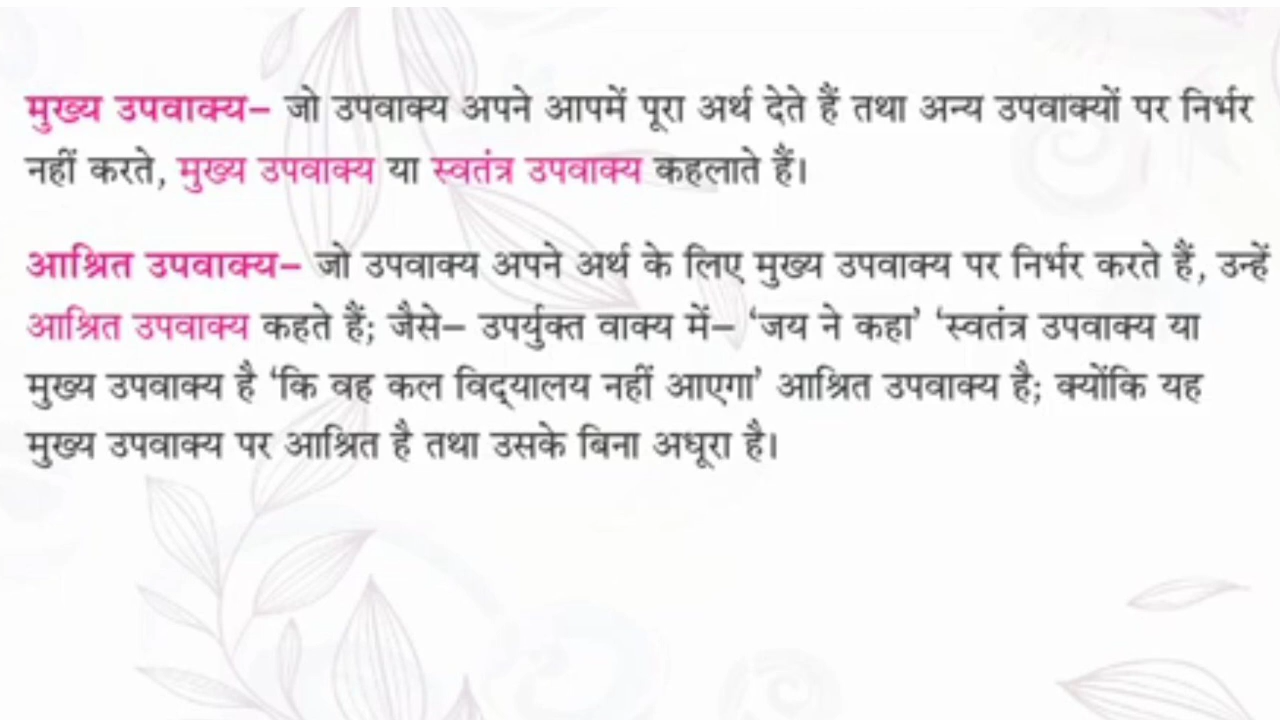 मुख्य उपवाक्य– जो उपवाक्य अपने आपमें पूरा अर्थ देते हैं तथा अन्य उपवाक्यों पर निर्भर
नहीं करते, मुख्य उपवाक्य या स्वतंत्र उपवाक्य कहलाते हैं।
आश्रित उपवाक्य– जो उपवाक्य अपने अर्थ के लिए मुख्य उपवाक्य पर निर्भर करते हैं, उन्हें
आश्रित उपवाक्य कहते हैं; जैसे– उपर्युक्त वाक्य में– ‘जय ने कहा’ ‘स्वतंत्र उपवाक्य या
मुख्य उपवाक्य है ‘कि वह कल विद्‌यालय नहीं आएगा’ आश्रित उपवाक्य है; क्योंकि यह
मुख्य उपवाक्य पर आश्रित है तथा उसके बिना अधूरा है।